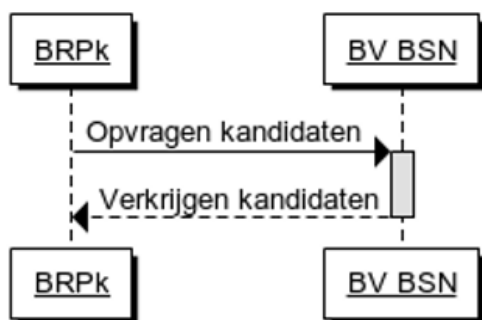 BRPk
BV BSN
Opvragen kandidaten
Verkrijgen kandidaten
BRPk
BV BSN